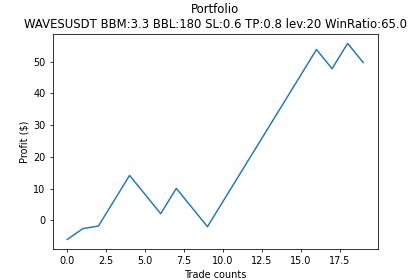 Portfolio
WAVESUSDT BBM:3.3 BBL:180 SL:0.6 TP:0.8 lev:20 WinRatio:65.0
50
40
30
20
10
0
Profit ($)
0.0 2.5 5.0 7.5 10.0 12.5 15.0 17.5
Trade counts